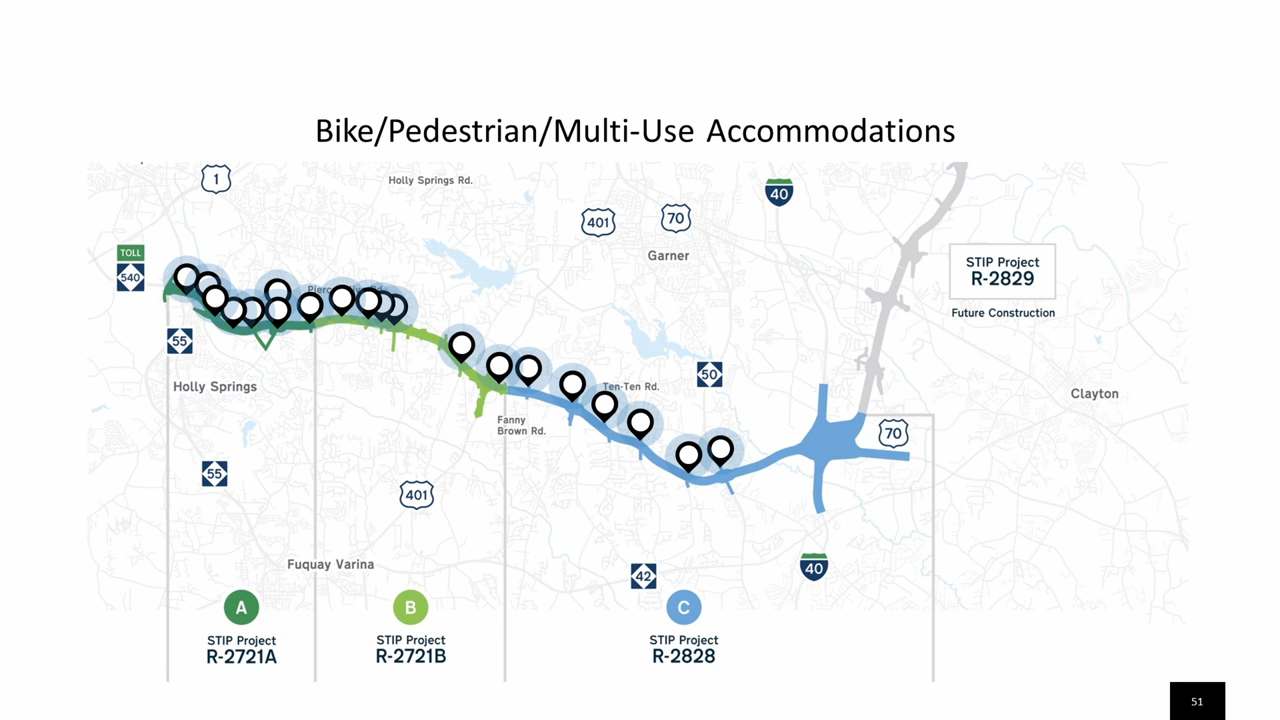 Bike/Pedestrian/Multi-Use Accommodations
1
Holly Springs Rd.
40
401
70
Garner
TOLL
540
STIP Project
R-2829
Future Construction
55
Holly Springs
Ten-Ten Rd.
50
Clayton
Fanny
Brown Rd.
70
55
401
Fuquay Varina
42
40
A
B
C
STIP Project
R-2721A
STIP Project
R-2721B
STIP Project
R-2828
51